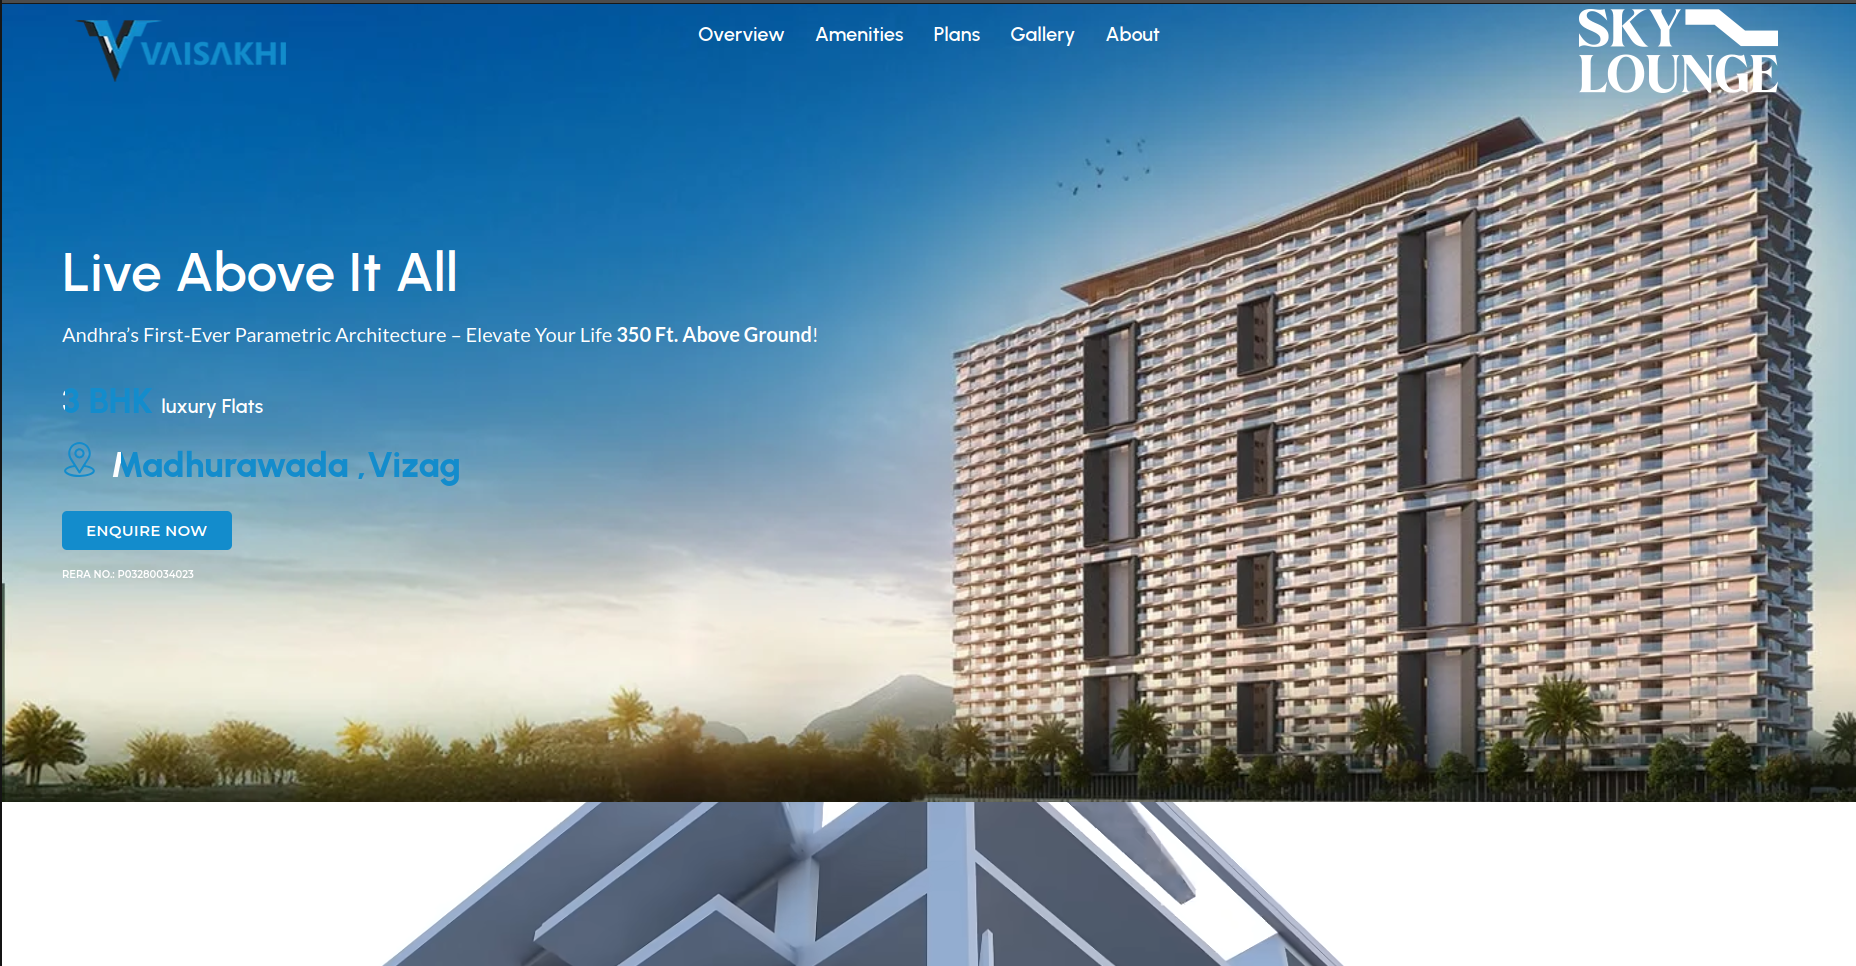 VAISAKHI
Overview Amenities Plans Gallery About
SKY
LOUNGE
Live Above It All
Andhra’s First-Ever Parametric Architecture – Elevate Your Life 350 Ft. Above Ground!
3 BHK luxury Flats
Madhurawada ,Vizag
ENQUIRE NOW
RERA NO.: P03280034023